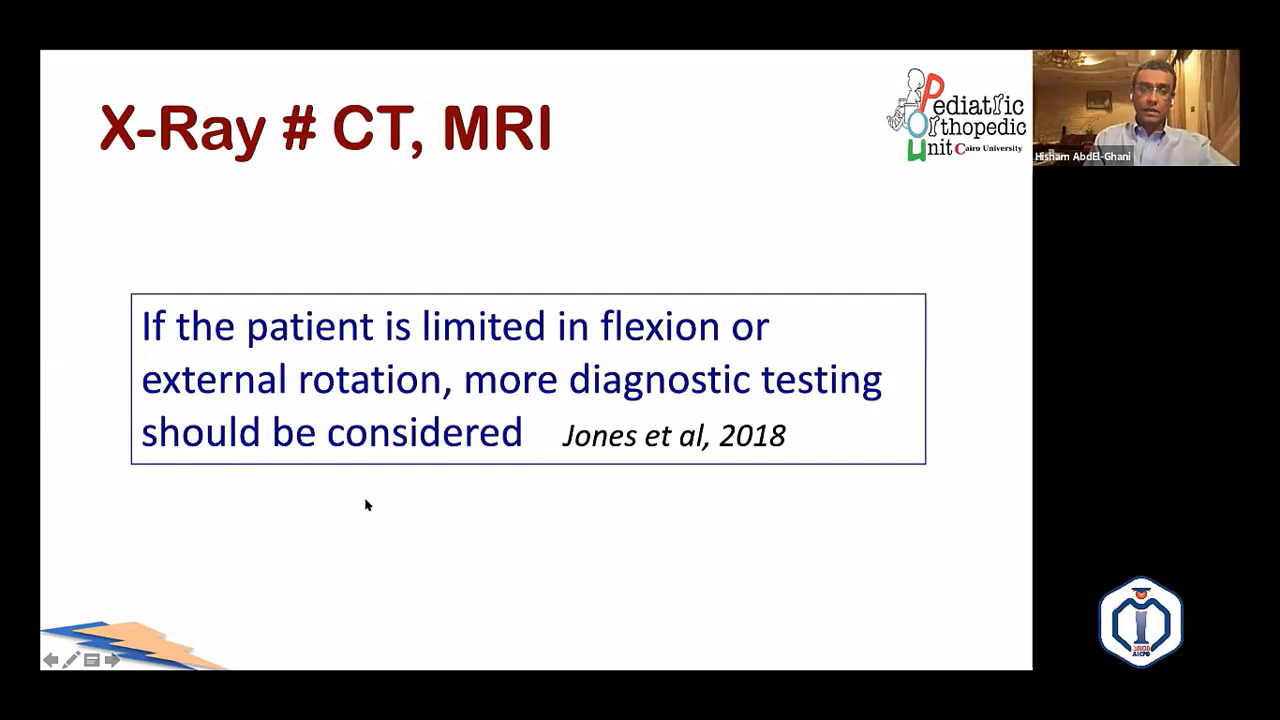 X-Ray # CT, MRI
Pediatric
Orthopedic
Unit Cairo University
Hisham AbdEl-Ghani
If the patient is limited in flexion or
external rotation, more diagnostic testing
should be considered Jones et al, 2018